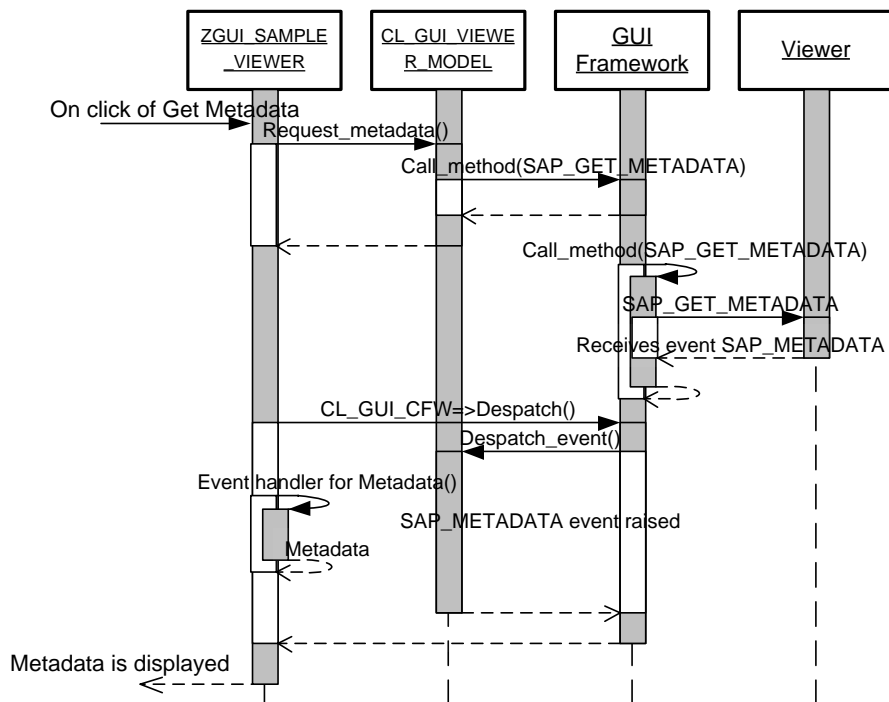 ZGUI_SAMPLE
_VIEWER
CL_GUI_VIEWE
R_MODEL
GUI
Framework
Viewer
On click of Get Metadata
Request_metadata()
Call_method(SAP_GET_METADATA)
Call_method(SAP_GET_METADATA)
SAP_GET_METADATA
Receives event SAP_METADATA
CL_GUI_CFW=>Despatch()
Despatch_event()
Event handler for Metadata()
SAP_METADATA event raised
Metadata
Metadata is displayed